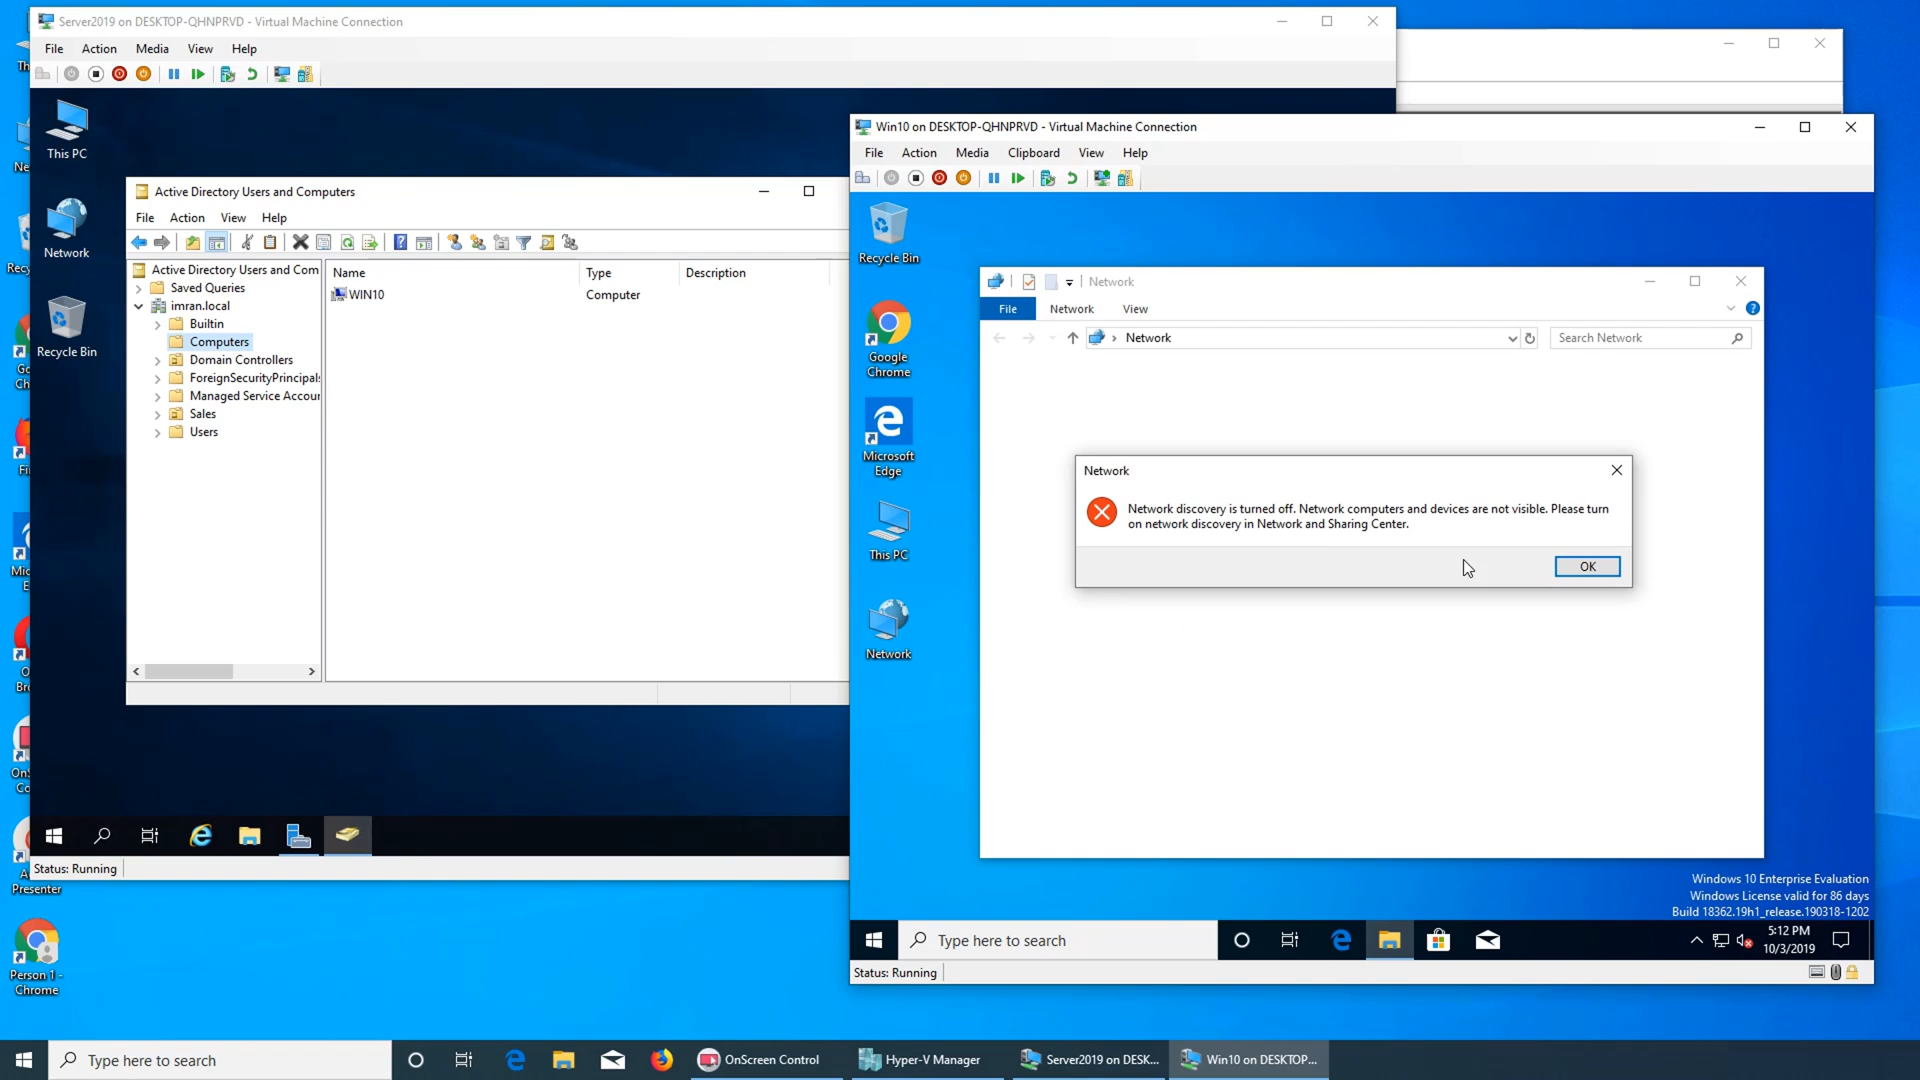 Server2019 on DESKTOP-QHNPRVD - Virtual Machine Connection
File Action Media View Help
This PC
Network
Recycle Bin
Active Directory Users and Computers
File Action View Help
Active Directory Users and Com
Saved Queries
imran.local
Builtin
Computers
Domain Controllers
ForeignSecurityPrincipals
Managed Service Accour
Sales
Users
Name Type Description
WIN10 Computer
Status: Running
Win10 on DESKTOP-QHNPRVD - Virtual Machine Connection
File Action Media Clipboard View Help
Recycle Bin
Google
Chrome
Microsoft
Edge
This PC
Network
Network
File Network View
Network
Search Network
Network
Network discovery is turned off. Network computers and devices are not visible. Please turn
on network discovery in Network and Sharing Center.
OK
Windows 10 Enterprise Evaluation
Windows License valid for 86 days
Build 18362.19h1_release.190318-1202
Type here to search
5:12 PM
10/3/2019
Status: Running
Presenter
Person 1 -
Chrome
Type here to search
OnScreen Control
Hyper-V Manager
Server2019 on DESK...
Win10 on DESKTOP...